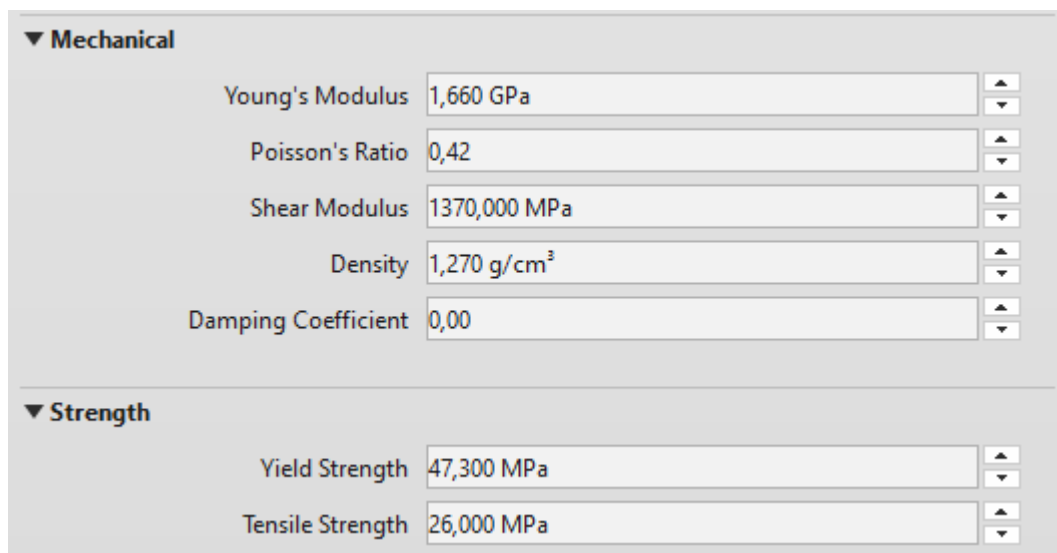 Mechanical
Young's Modulus 1,660 GPa
Poisson's Ratio 0,42
Shear Modulus 1370,000 MPa
Density 1,270 g/cm³
Damping Coefficient 0,00
Strength
Yield Strength 47,300 MPa
Tensile Strength 26,000 MPa